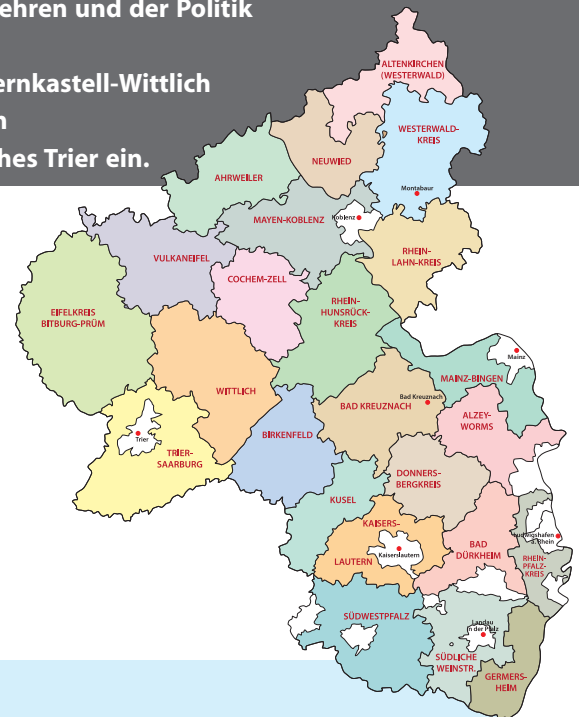 ehren und der Politik
ernkastell-Wittlich
n
hes Trier ein.
ALTENKIRCHEN
(WESTERWALD)
WESTERWALD-
KREIS
NEUWIED
AHRWEILER
Montabaur
MAYEN-KOBLENZ
Koblenz
RHEIN-
LAHN-KREIS
VULKANEIFEL
COCHEM-ZELL
RHEIN-
HUNSRÜCK-
KREIS
EIFELKREIS
BITBURG-PRÜM
Mainz
MAINZ-BINGEN
WITTLICH
BAD KREUZNACH
Bad Kreuznach
ALZEY-
WORMS
Trier
BIRKENFELD
TRIER-
SAARBURG
DONNERS-
BERGKREIS
KUSEL
KAISERS-
LAUTERN
Kaiserslautern
BAD
DÜRKHEIM
Ludwigshafen
a. Rhein
RHEIN-
PFALZ-
KREIS
SÜDWESTPFALZ
Landau
in der Pfalz
SÜDLICHE
WEINSTR.
GERMERS-
HEIM